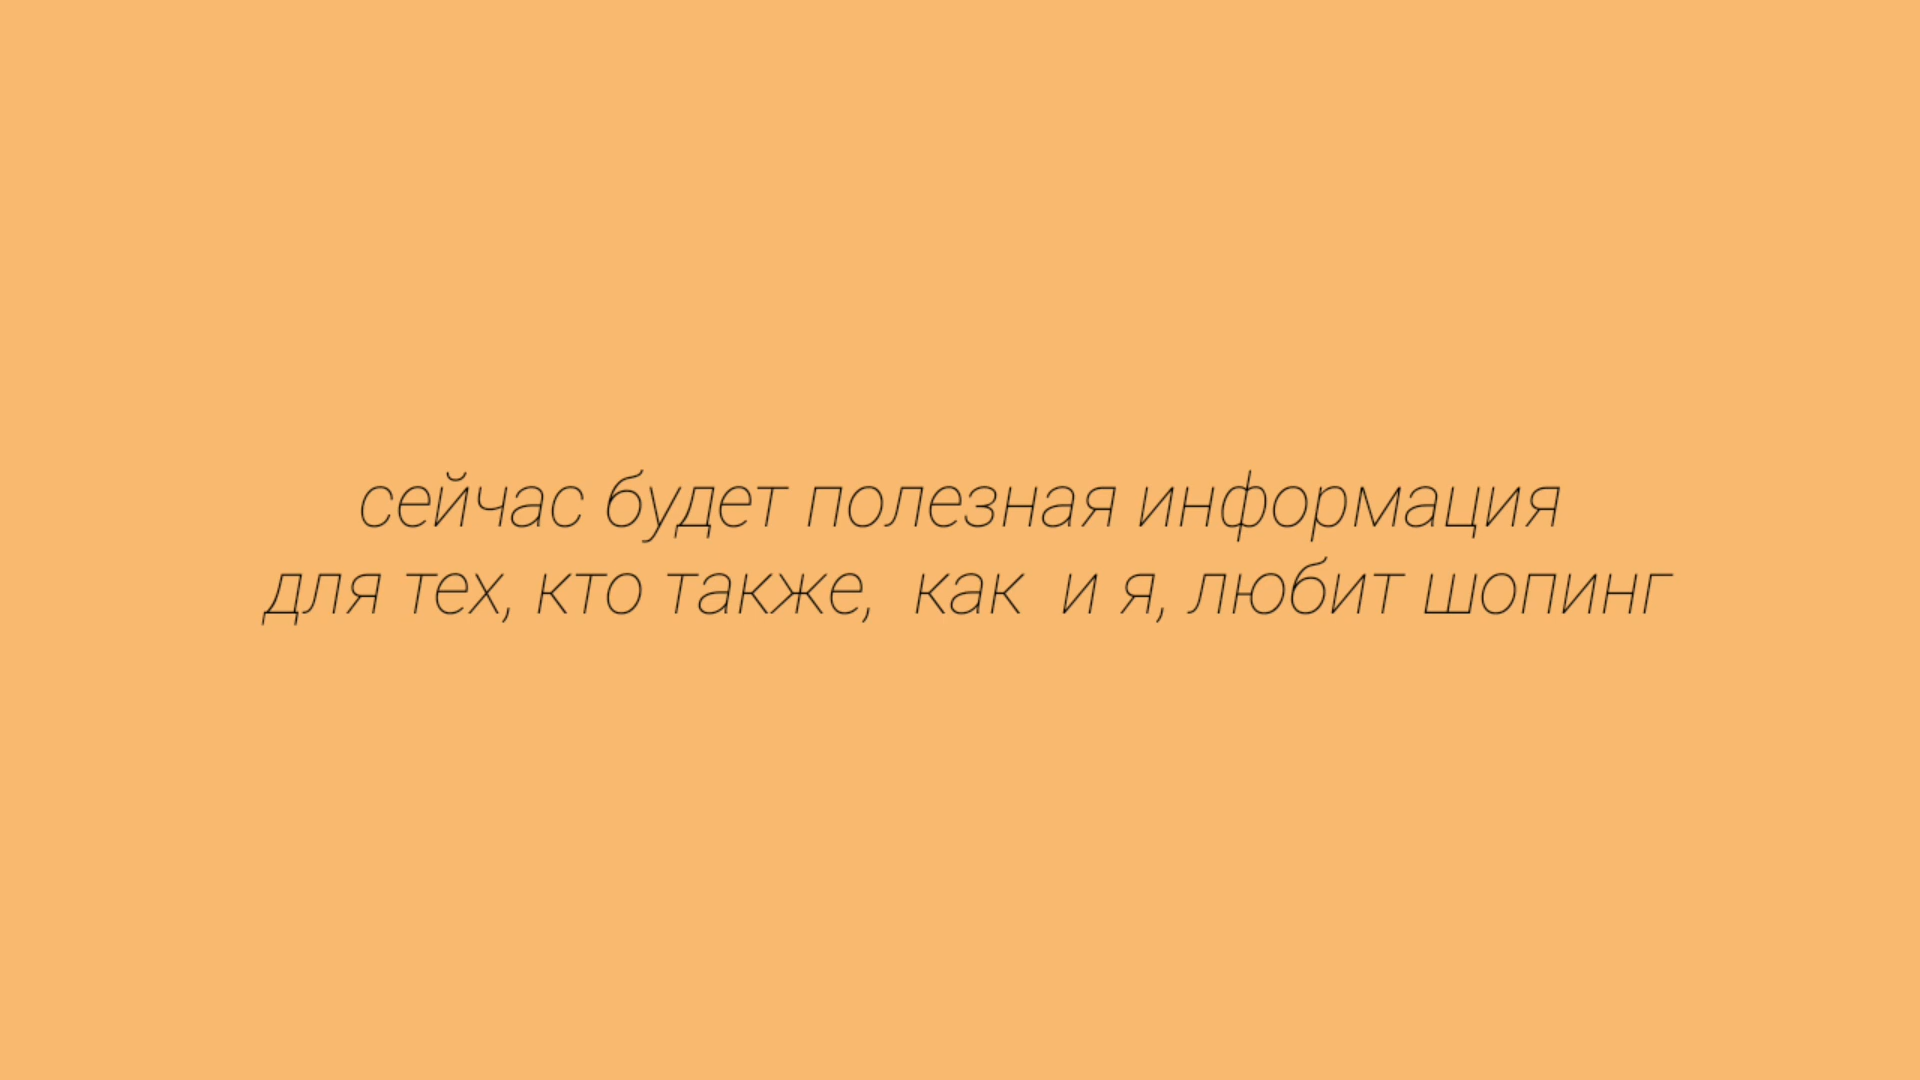 сейчас будет полезная информация
для тех, кто также,  как  и я, любит шопинг